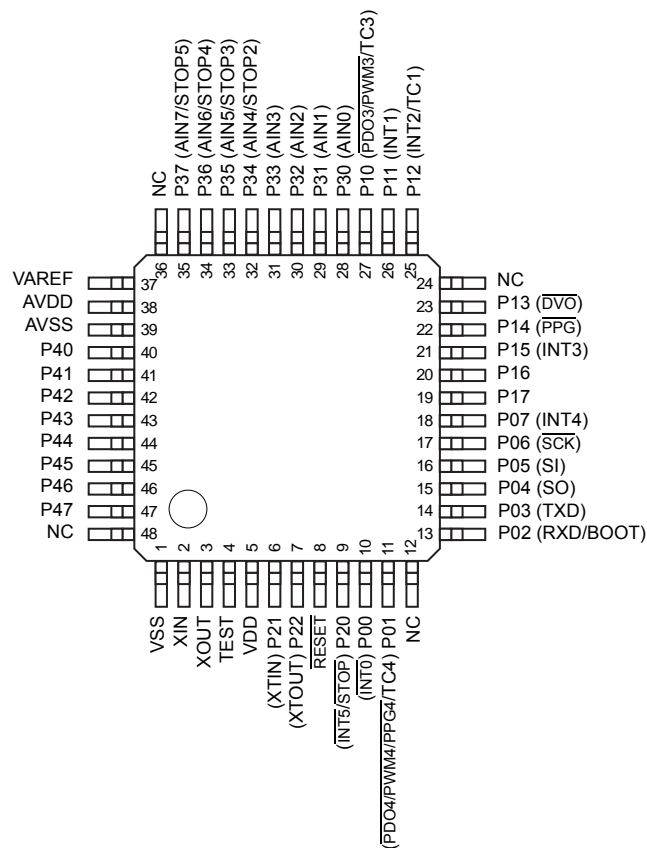 NC
P37 (AIN7/STOP5)
P36 (AIN6/STOP4)
P35 (AIN5/STOP3)
P34 (AIN4/STOP2)
P33 (AIN3)
P32 (AIN2)
P31 (AIN1)
P30 (AIN0)
P10 (PDO3/PWM3/TC3)
P11 (INT1)
P12 (INT2/TC1)
36
35
34
33
32
31
30
29
28
27
26
25
VAREF 37
AVDD 38
AVSS 39
P40 40
P41 41
P42 42
P43 43
P44 44
P45 45
P46 46
P47 47
NC 48
24 NC
23 P13 (DVO)
22 P14 (PPG)
21 P15 (INT3)
20 P16
19 P17
18 P07 (INT4)
17 P06 (SCK)
16 P05 (SI)
15 P04 (SO)
14 P03 (TXD)
13 P02 (RXD/BOOT)
1
2
3
4
5
6
7
8
9
10
11
12
VSS
XIN
XOUT
TEST
VDD
(XTIN) P21
(XTOUT) P22
RESET
(INT5/STOP) P20
(INT0) P00
(PDO4/PWM4/PPG4/TC4) P01
NC